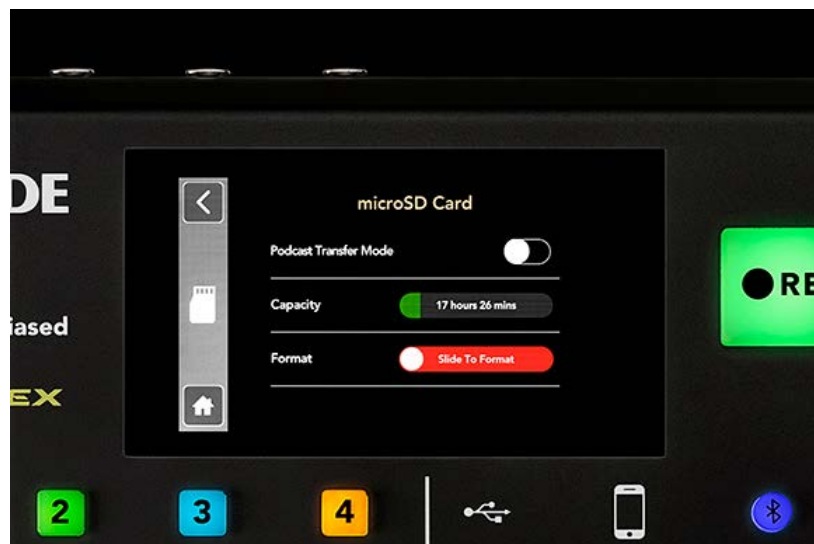 DE
microSD Card
Podcast Transfer Mode
iased
Capacity
17 hours 26 mins
RE
Format
Slide To Format
EX
2
3
4